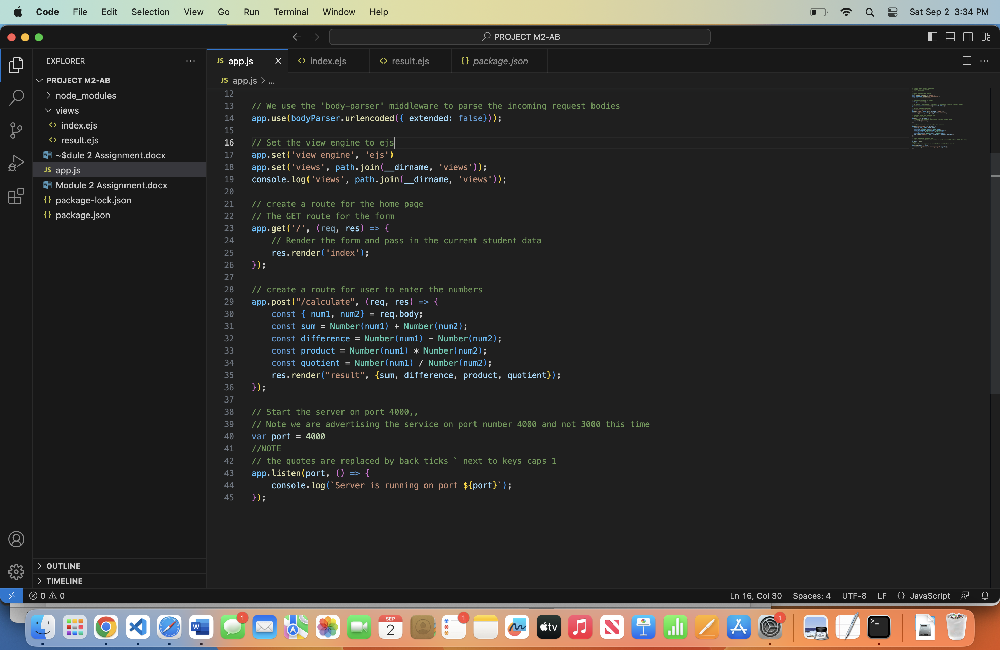 Code File Edit Selection View Go Run Terminal Window Help Sat Sep 2 3:34 PM
PROJECT M2-AB
EXPLORER
PROJECT M2-AB
node_modules
views
index.ejs
result.ejs
~$dule 2 Assignment.docx
JS app.js
Module 2 Assignment.docx
{} package-lock.json
{} package.json
OUTLINE
TIMELINE
JS app.js <> index.ejs <> result.ejs {} package.json
JS app.js > ...
12
13 // We use the 'body-parser' middleware to parse the incoming request bodies
14 app.use(bodyParser.urlencoded({ extended: false}));
15
16 // Set the view engine to ejs
17 app.set('view engine', 'ejs')
18 app.set('views', path.join(__dirname, 'views'));
19 console.log('views', path.join(__dirname, 'views'));
20
21 // create a route for the home page
22 // The GET route for the form
23 app.get('/', (req, res) => {
24 // Render the form and pass in the current student data
25 res.render('index');
26 });
27
28 // create a route for user to enter the numbers
29 app.post("/calculate", (req, res) => {
30 const { num1, num2} = req.body;
31 const sum = Number(num1) + Number(num2);
32 const difference = Number(num1) - Number(num2);
33 const product = Number(num1) * Number(num2);
34 const quotient = Number(num1) / Number(num2);
35 res.render("result", {sum, difference, product, quotient});
36 });
37
38 // Start the server on port 4000,,
39 // Note we are advertising the service on port number 4000 and not 3000 this time
40 var port = 4000
41 //NOTE
42 // the quotes are replaced by back ticks ` next to keys caps 1
43 app.listen(port, () => {
44 console.log(`Server is running on port ${port}`);
45 });
0 0 Ln 16, Col 30 Spaces: 4 UTF-8 LF {} JavaScript
W 1 SEP 2 1 tv 1 >_